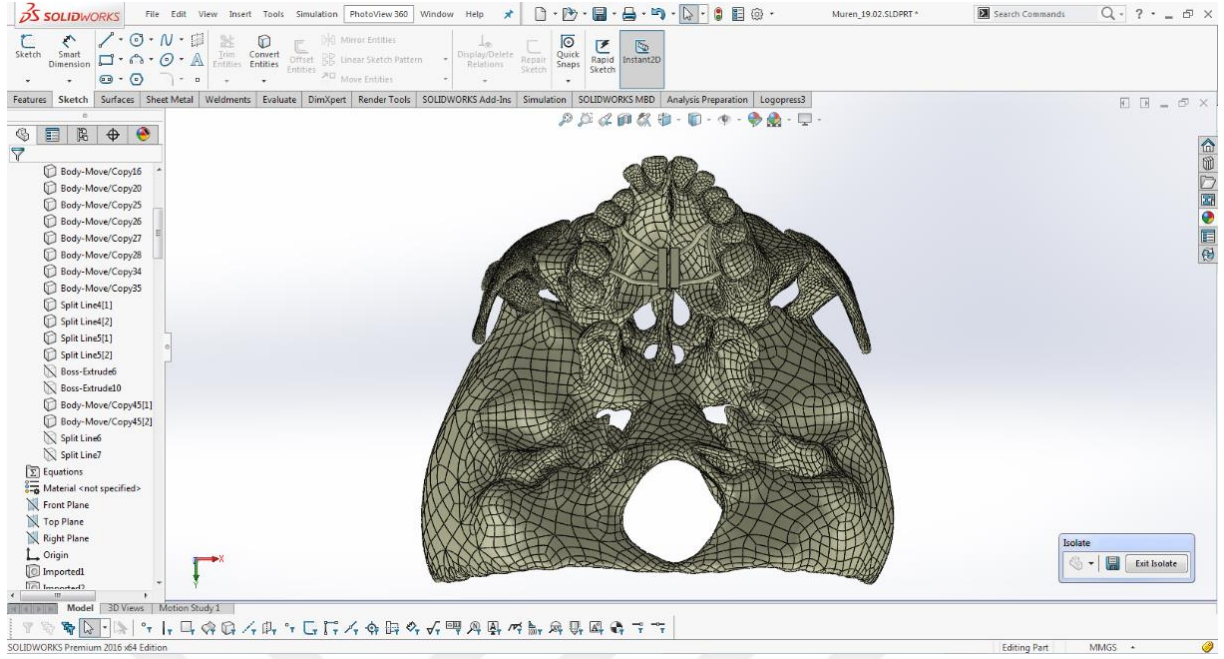 SOLIDWORKS File Edit View Insert Tools Simulation PhotoView 360 Window Help Muren_19.02.SLDPRT * Search Commands
Sketch Smart Dimension Trim Entities Convert Entities Offset Entities Mirror Entities Linear Sketch Pattern Move Entities Display/Delete Relations Repair Sketch Quick Snaps Rapid Sketch Instant2D
Features Sketch Surfaces Sheet Metal Weldments Evaluate DimXpert Render Tools SOLIDWORKS Add-Ins Simulation SOLIDWORKS MBD Analysis Preparation Logopress3
Body-Move/Copy16
Body-Move/Copy20
Body-Move/Copy25
Body-Move/Copy26
Body-Move/Copy27
Body-Move/Copy28
Body-Move/Copy34
Body-Move/Copy35
Split Line4[1]
Split Line4[2]
Split Line5[1]
Split Line5[2]
Boss-Extrude6
Boss-Extrude10
Body-Move/Copy45[1]
Body-Move/Copy45[2]
Split Line6
Split Line7
Equations
Material <not specified>
Front Plane
Top Plane
Right Plane
Origin
Imported1
Imported2
X
Y
Isolate
Exit Isolate
Model 3D Views Motion Study 1
SOLIDWORKS Premium 2016 x64 Edition Editing Part MMGS